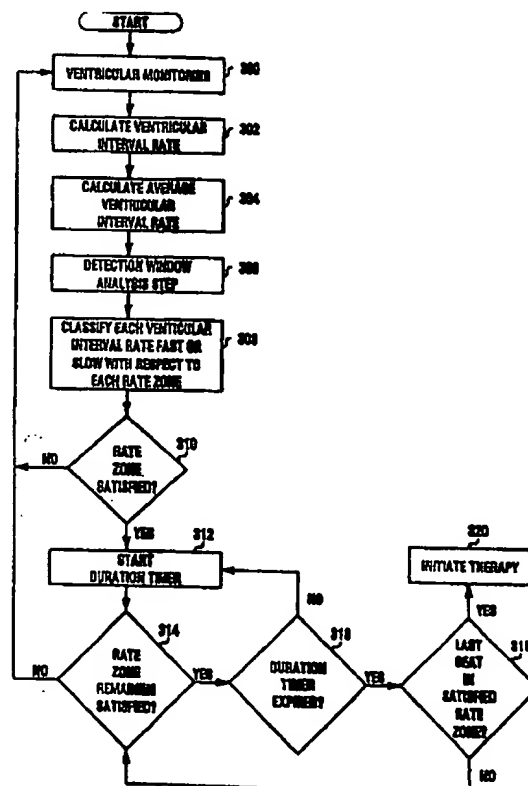 START
VENTRICULAR MONITORING
300
CALCULATE VENTRICULAR
INTERVAL RATE
302
CALCULATE AVERAGE
VENTRICULAR
INTERVAL RATE
304
DETECTION WINDOW
ANALYSIS STEP
306
CLASSIFY EACH VENTICULAR
INTERVAL RATE FAST OR
SLOW WITH RESPECT TO
EACH RATE ZONE
308
RATE
ZONE
SATISFIED?
310
NO
YES
START
DURATION TIMER
312
RATE
ZONE
REMAINING
SATISFIED?
314
NO
YES
DURATION
TIMER
EXPIRED?
316
NO
YES
LAST
BEAT
IN
SATISFIED
RATE
ZONE?
318
YES
NO
INITIATE THERAPY
320